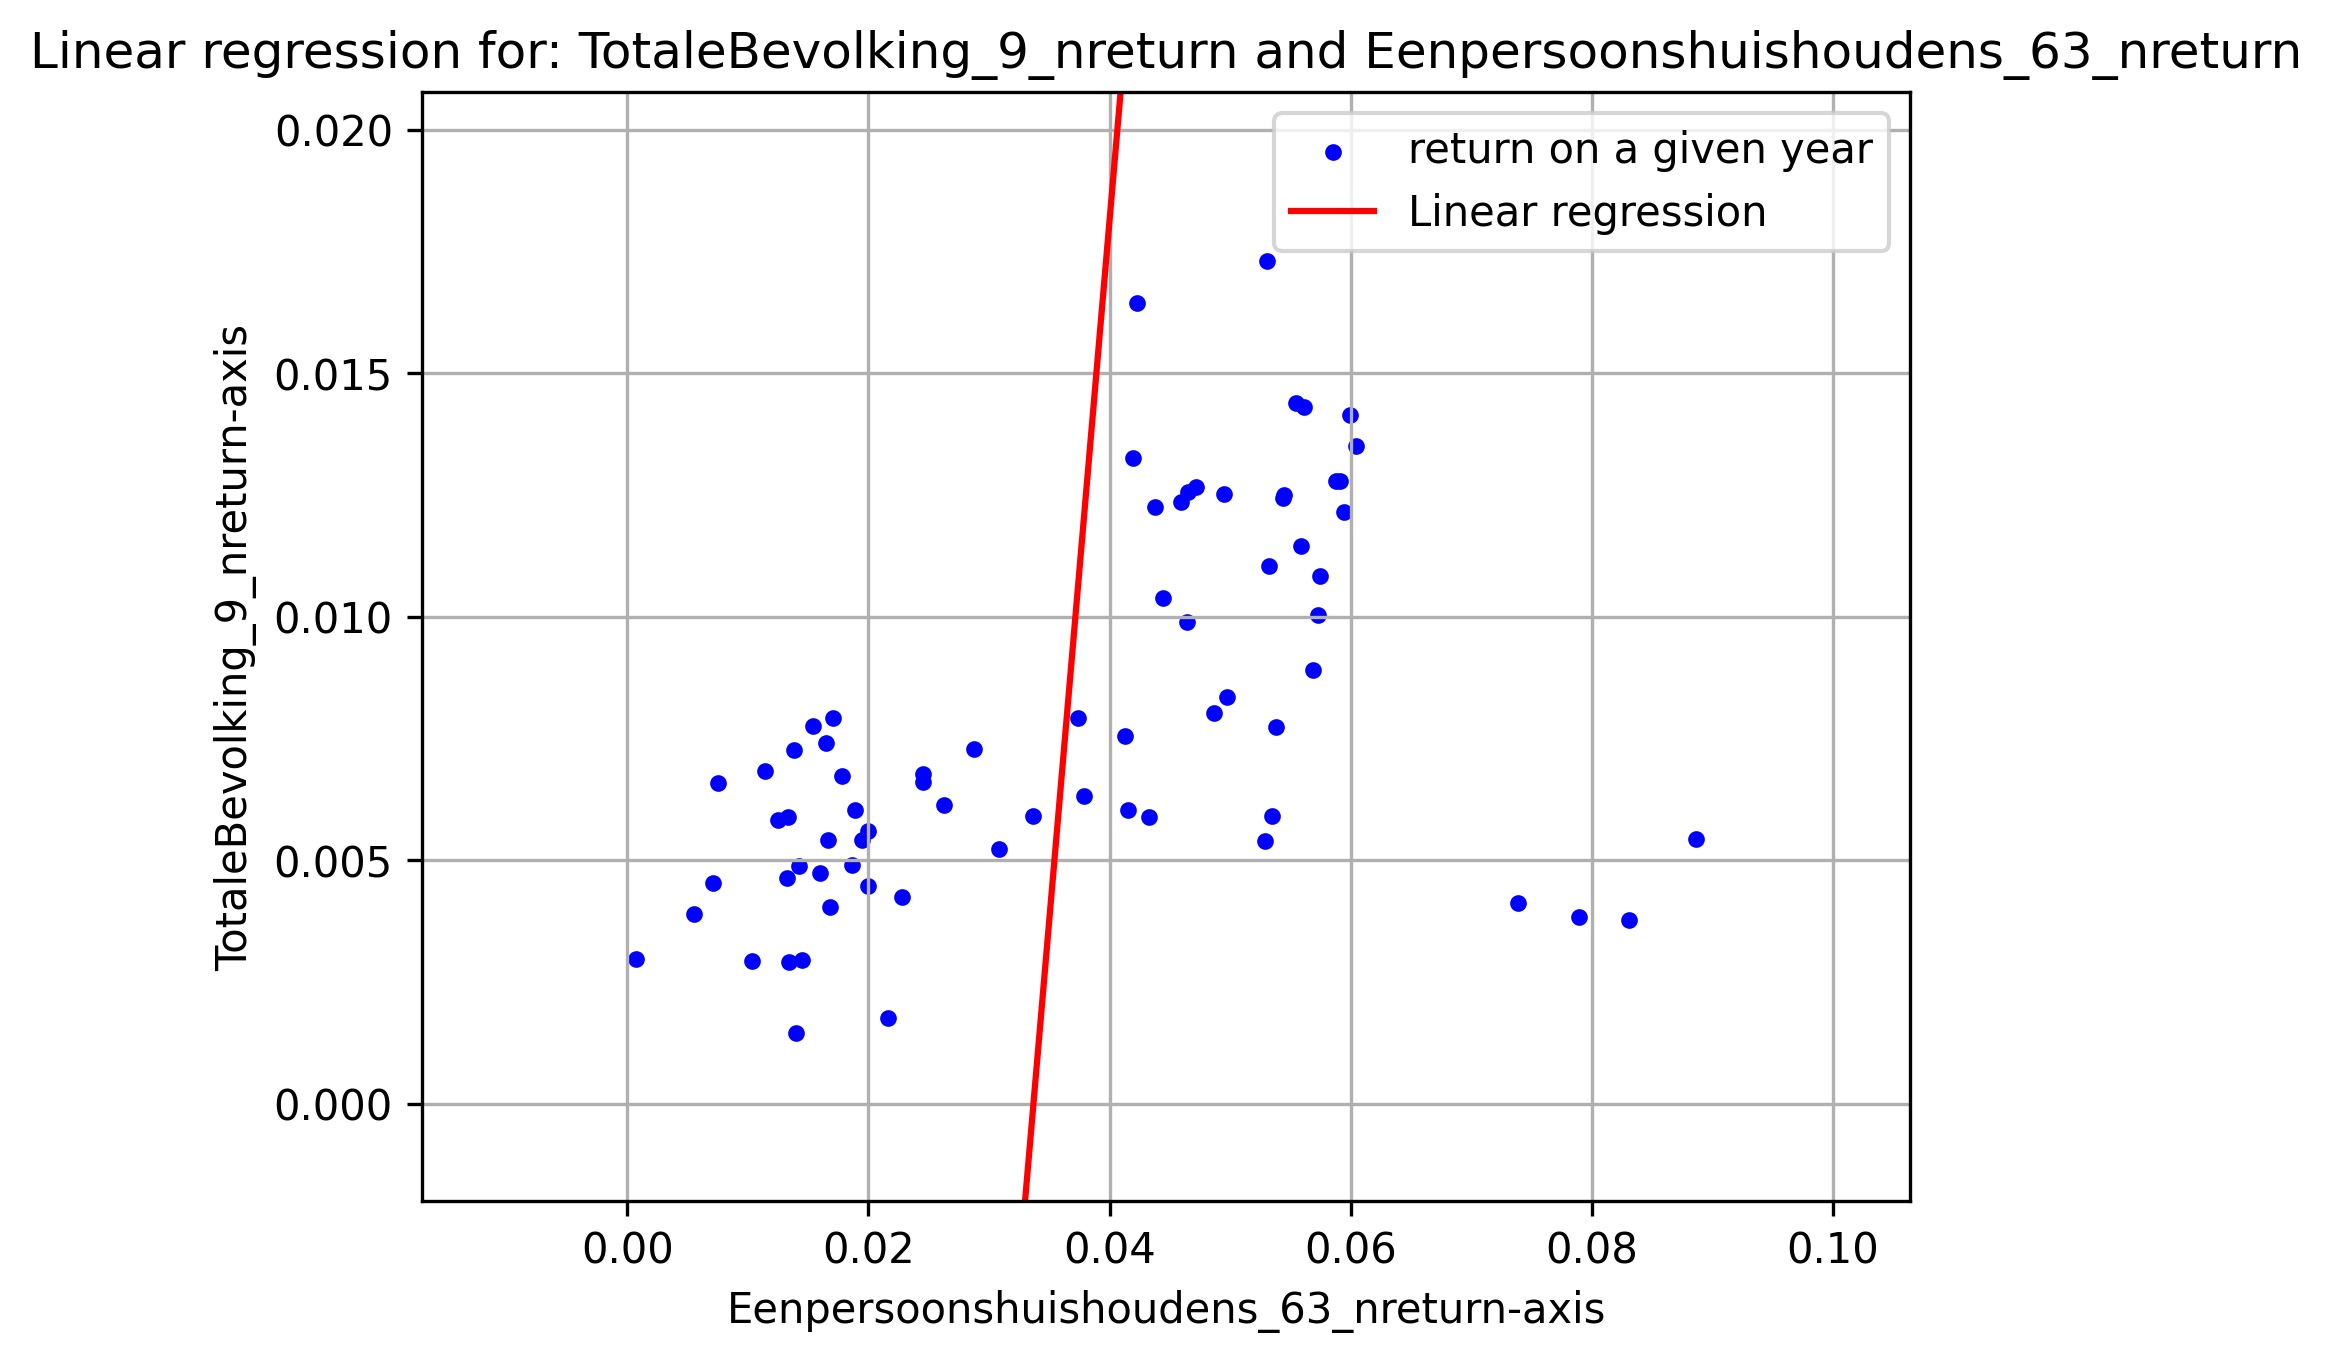 Linear regression for: TotaleBevolking_9_nreturn and Eenpersoonshuishoudens_63_nreturn
return on a given year
Linear regression
0.020
0.015
0.010
0.005
0.000
TotaleBevolking_9_nreturn-axis
0.00 0.02 0.04 0.06 0.08 0.10
Eenpersoonshuishoudens_63_nreturn-axis